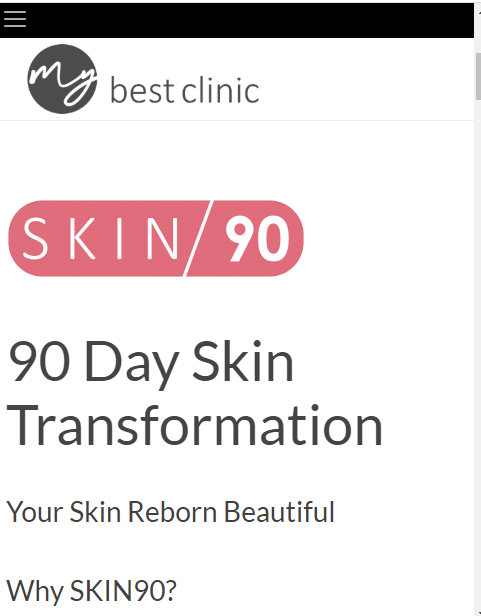 my best clinic
SKIN/90
90 Day Skin
Transformation
Your Skin Reborn Beautiful
Why SKIN90?